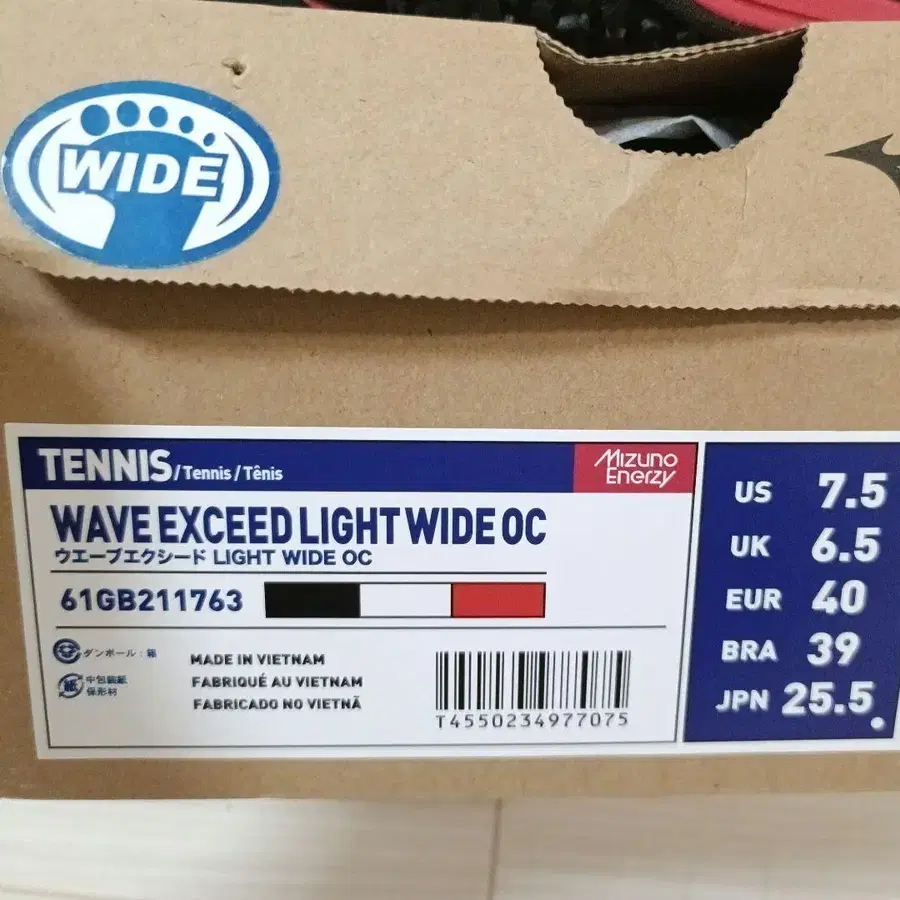 WIDE
TENNIS/Tennis/Tênis
Mizuno
Enerzy
WAVE EXCEED LIGHT WIDE OC
ウエーブエクシード LIGHT WIDE OC
61GB211763
ダンボール：箱
紙
中包装紙
保形材
MADE IN VIETNAM
FABRIQUÉ AU VIETNAM
FABRICADO NO VIETNÃ
T4550234977075
US 7.5
UK 6.5
EUR 40
BRA 39
JPN 25.5.